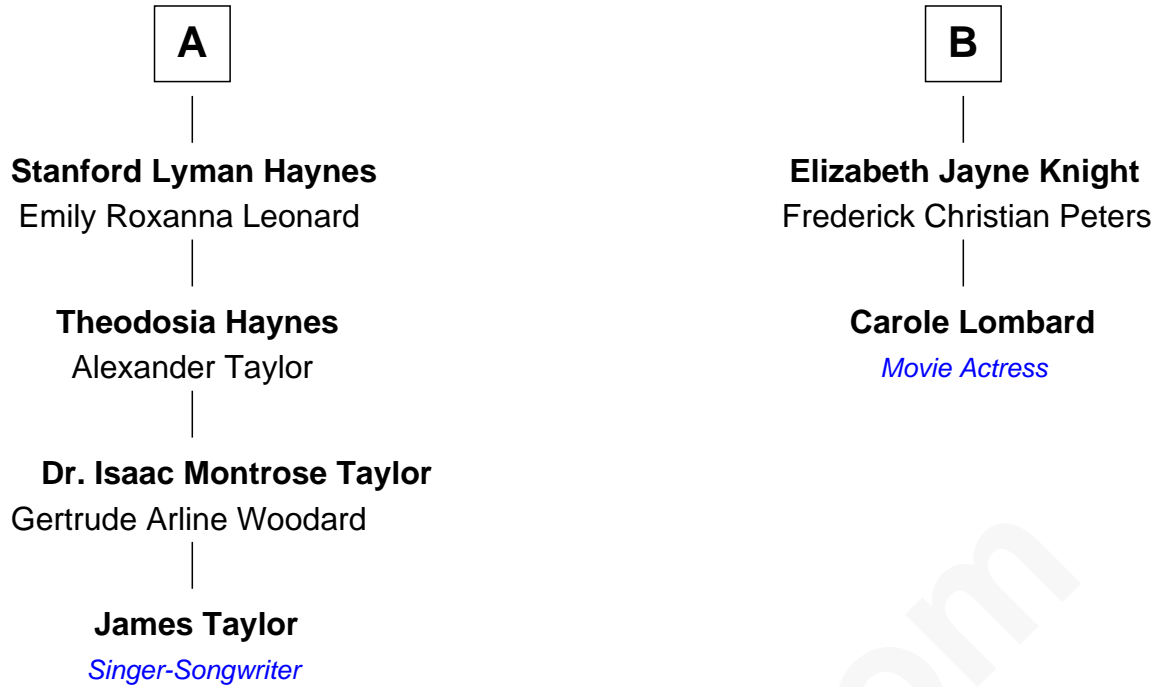 A
Stanford Lyman Haynes
Emily Roxanna Leonard
Theodosia Haynes
Alexander Taylor
Dr. Isaac Montrose Taylor
Gertrude Arline Woodard
James Taylor
Singer-Songwriter
B
Elizabeth Jayne Knight
Frederick Christian Peters
Carole Lombard
Movie Actress
om